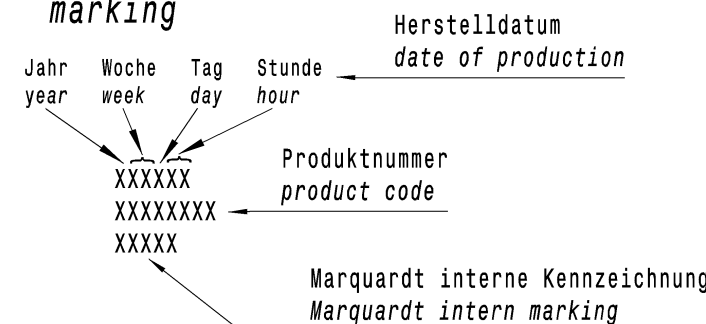 marking
Herstelldatum
date of production
Jahr Woche Tag Stunde
year week day hour
Produktnummer
product code
XXXXXX
XXXXXXXX
XXXXX
Marquardt interne Kennzeichnung
Marquardt intern marking